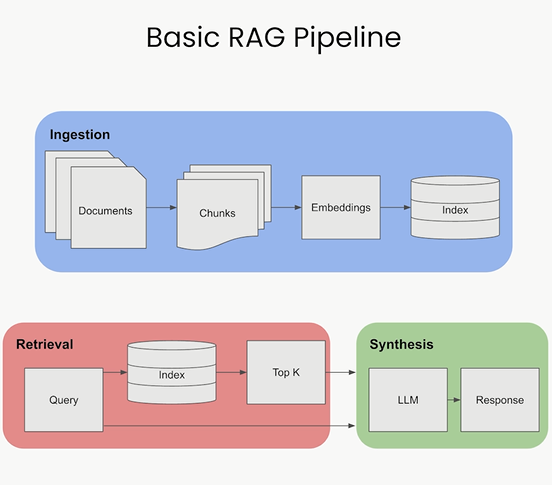 Basic RAG Pipeline
Ingestion
Documents
Chunks
Embeddings
Index
Retrieval
Query
Index
Top K
Synthesis
LLM
Response